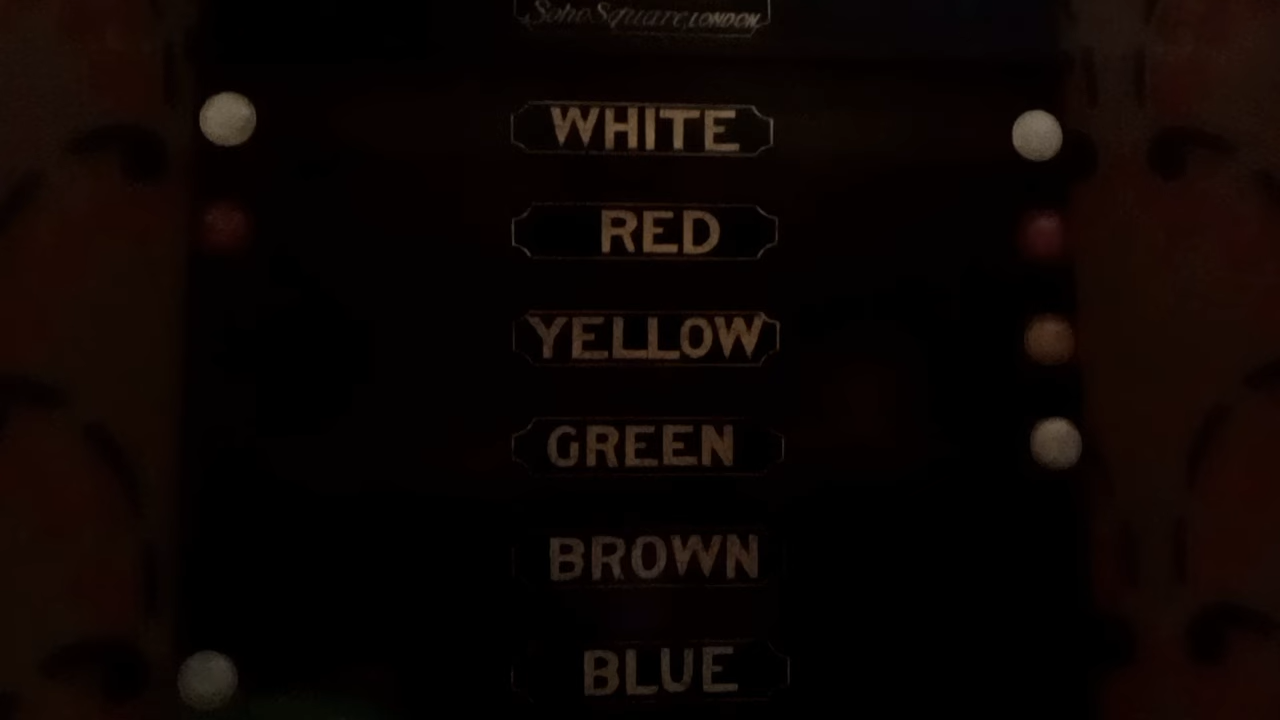 Soho Square, LONDON
WHITE
RED
YELLOW
GREEN
BROWN
BLUE